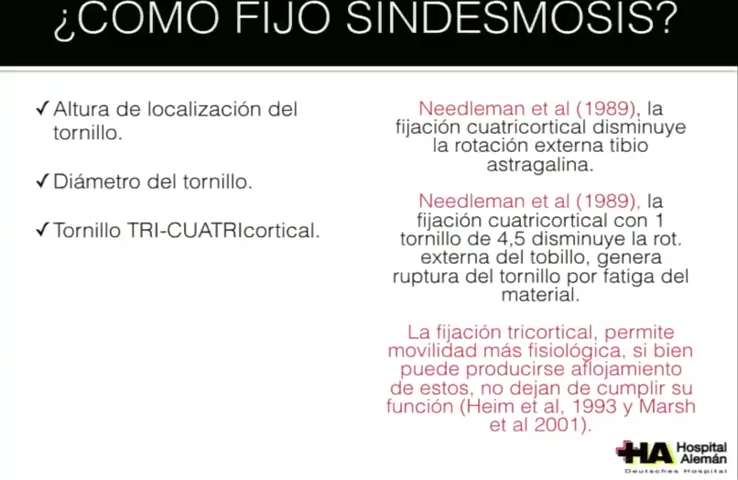 ¿COMO FIJO SINDESMOSIS?
✓ Altura de localización del
tornillo.
✓ Diámetro del tornillo.
✓ Tornillo TRI-CUATRIcortical.
Needleman et al (1989), la
fijación cuatricortical disminuye
la rotación externa tibio
astragalina.
Needleman et al (1989), la
fijación cuatricortical con 1
tornillo de 4,5 disminuye la rot.
externa del tobillo, genera
ruptura del tornillo por fatiga del
material.
La fijación tricortical, permite
movilidad más fisiológica, si bien
puede producirse aflojamiento
de estos, no dejan de cumplir su
función (Heim et al, 1993 y Marsh
et al 2001).
HA Hospital
Alemán
Deutsches Hospital